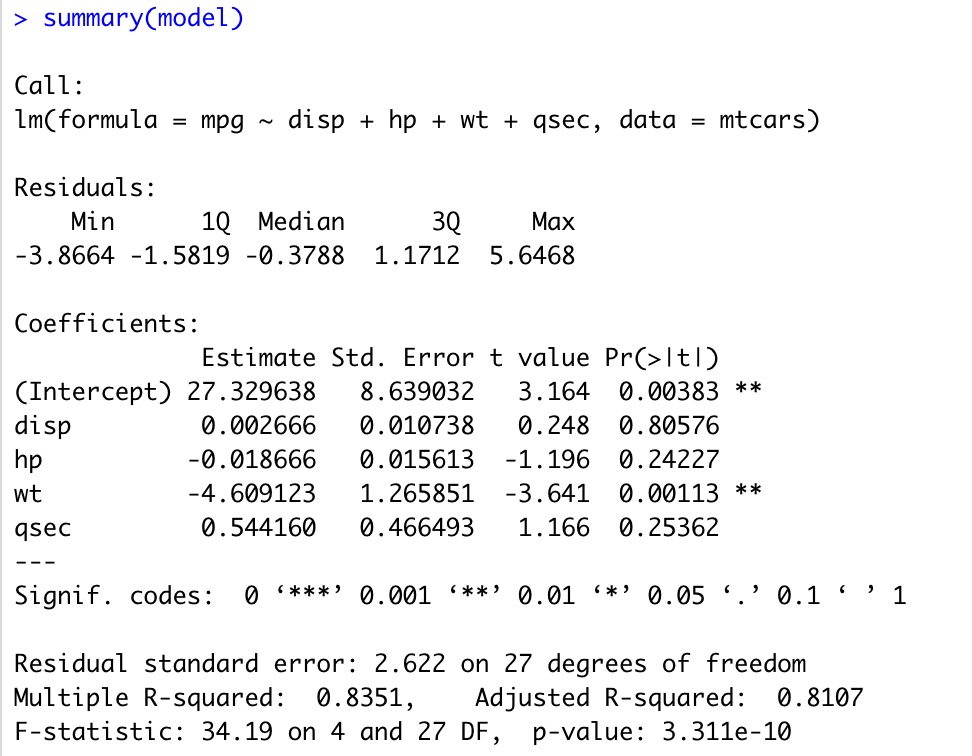 > summary(model)

Call:
lm(formula = mpg ~ disp + hp + wt + qsec, data = mtcars)

Residuals:
    Min      1Q  Median      3Q     Max
-3.8664 -1.5819 -0.3788  1.1712  5.6468

Coefficients:
             Estimate Std. Error t value Pr(>|t|)
(Intercept) 27.329638   8.639032   3.164  0.00383 **
disp         0.002666   0.010738   0.248  0.80576
hp          -0.018666   0.015613  -1.196  0.24227
wt          -4.609123   1.265851  -3.641  0.00113 **
qsec         0.544160   0.466493   1.166  0.25362
---
Signif. codes:  0 ‘***’ 0.001 ‘**’ 0.01 ‘*’ 0.05 ‘.’ 0.1 ‘ ’ 1

Residual standard error: 2.622 on 27 degrees of freedom
Multiple R-squared:  0.8351,    Adjusted R-squared:  0.8107
F-statistic: 34.19 on 4 and 27 DF,  p-value: 3.311e-10